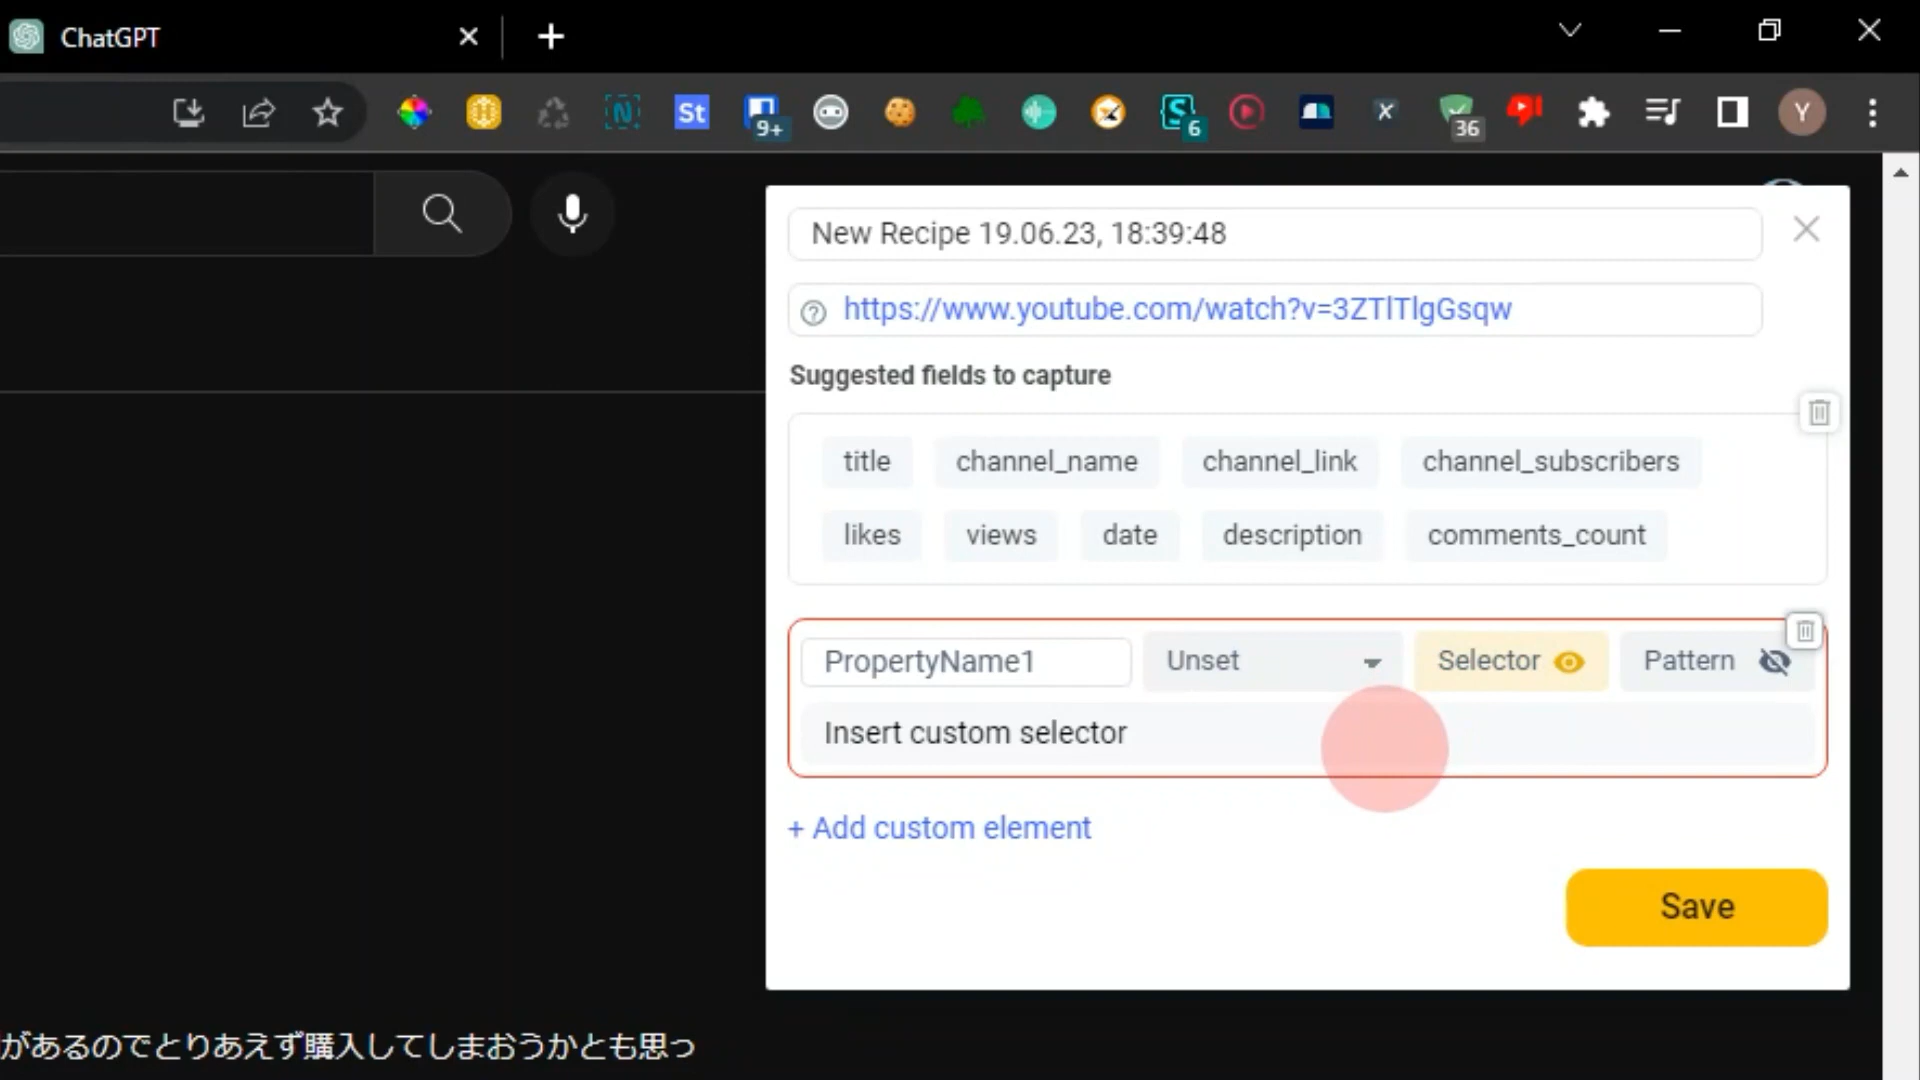 ChatGPT
St
9+
6
36
Y
New Recipe 19.06.23, 18:39:48
https://www.youtube.com/watch?v=3ZTlTlgGsqw
Suggested fields to capture
title channel_name channel_link channel_subscribers
likes views date description comments_count
PropertyName1 Unset Selector Pattern
Insert custom selector
+ Add custom element
Save
があるのでとりあえず購入してしまおうかとも思っ